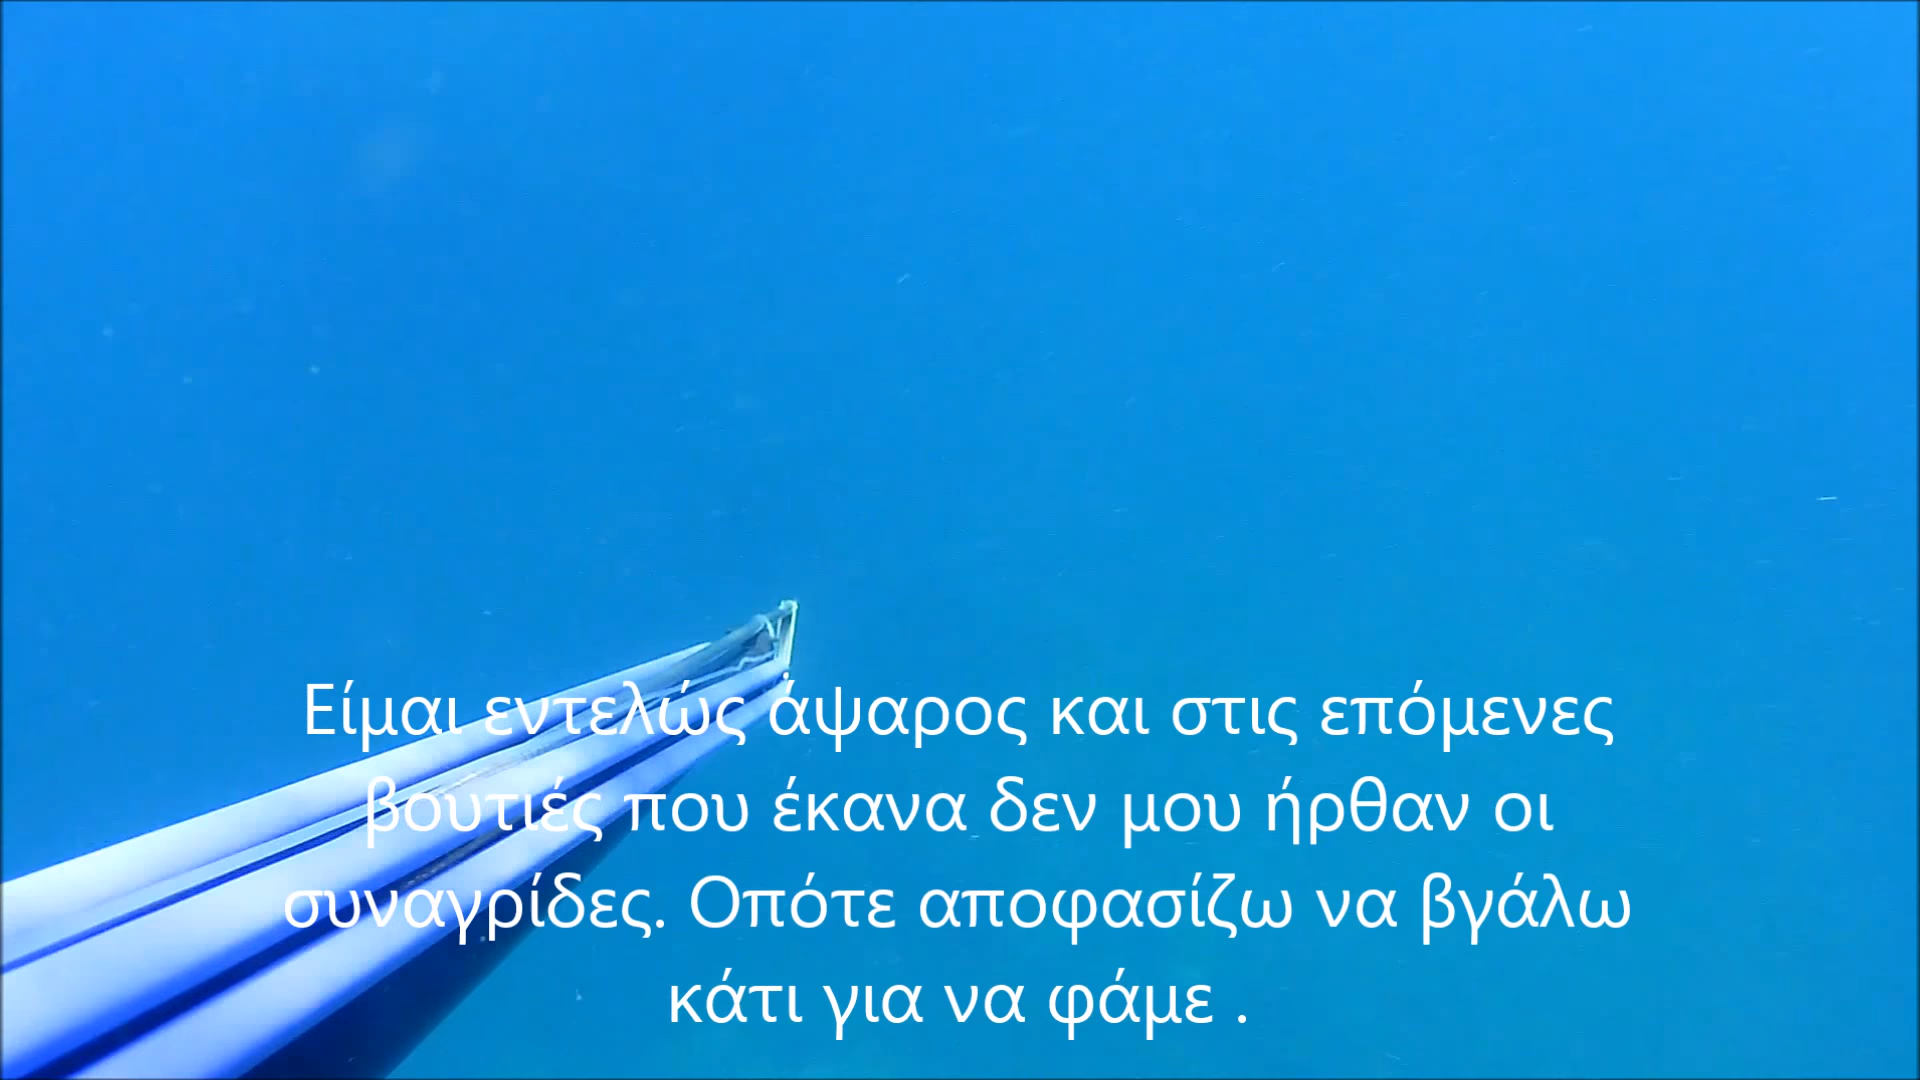 Είμαι εντελώς άψαρος και στις επόμενες
βουτιές που έκανα δεν μου ήρθαν οι
συναγρίδες. Οπότε αποφασίζω να βγάλω
κάτι για να φάμε .